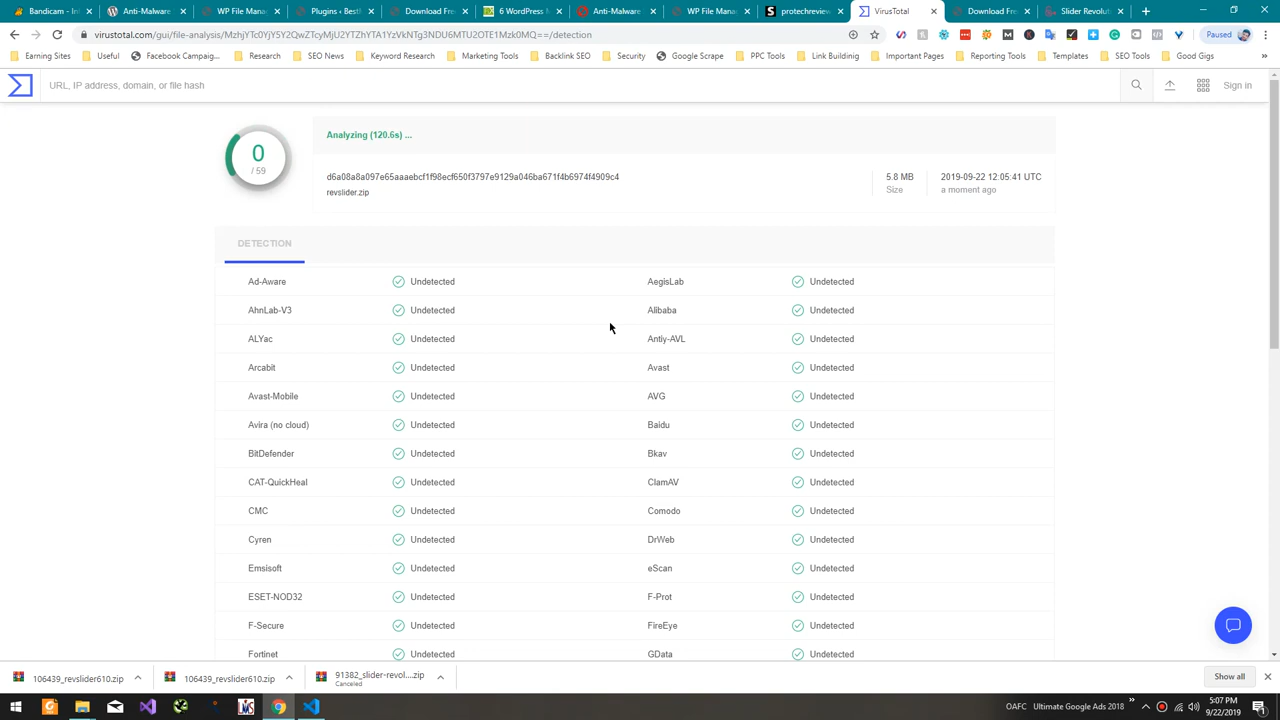 Bandicam - In
WordPress
WP File Mana
Plugins ‹ Besth
Download Free
6 WordPress M
Anti-Malware
WP File Mana
protechreview
VirusTotal
Download Free
Slider Revolut
virustotal.com/gui/file-analysis/MzhjYTc0YjY5Y2QwZTcyMjU2YTZhYTA1YzVkNTg3NDU6MTU2OTE1Mzk0MQ==/detection
Paused
Earning Sites Useful Facebook Campaig... Research SEO News Keyword Research Marketing Tools Backlink SEO Security Google Scrape PPC Tools Link Building Important Pages Reporting Tools Templates SEO Tools Good Gigs »
URL, IP address, domain, or file hash
Sign in
0
/ 59
Analyzing (120.6s) ...
d6a08a8a097e65aaaebcf1f98ecf650f3797e9129a046ba671f4b6974f4909c4
revslider.zip
5.8 MB
Size
2019-09-22 12:05:41 UTC
a moment ago
DETECTION
Ad-Aware Undetected AegisLab Undetected
AhnLab-V3 Undetected Alibaba Undetected
ALYac Undetected Antiy-AVL Undetected
Arcabit Undetected Avast Undetected
Avast-Mobile Undetected AVG Undetected
Avira (no cloud) Undetected Baidu Undetected
BitDefender Undetected Bkav Undetected
CAT-QuickHeal Undetected ClamAV Undetected
CMC Undetected Comodo Undetected
Cyren Undetected DrWeb Undetected
Emsisoft Undetected eScan Undetected
ESET-NOD32 Undetected F-Prot Undetected
F-Secure Undetected FireEye Undetected
Fortinet Undetected GData Undetected
106439_revslider610.zip
106439_revslider610.zip
91382_slider-revol....zip
Canceled
Show all
OAFC Ultimate Google Ads 2018 »
5:07 PM
9/22/2019